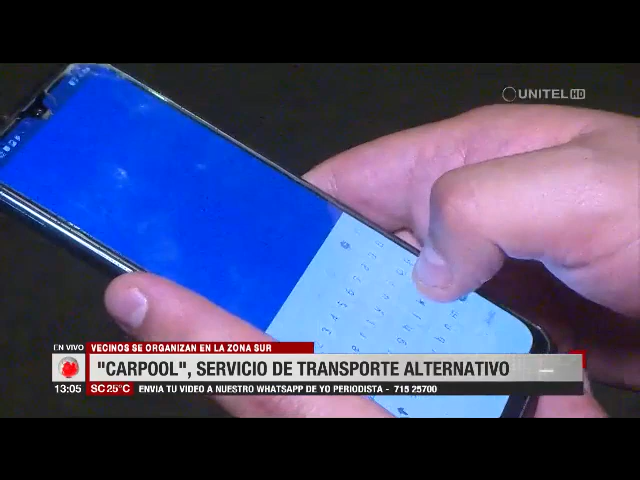 UNITEL HD
EN VIVO
VECINOS SE ORGANIZAN EN LA ZONA SUR
"CARPOOL", SERVICIO DE TRANSPORTE ALTERNATIVO
13:05 SC 25°C ENVIA TU VIDEO A NUESTRO WHATSAPP DE YO PERIODISTA - 715 25700